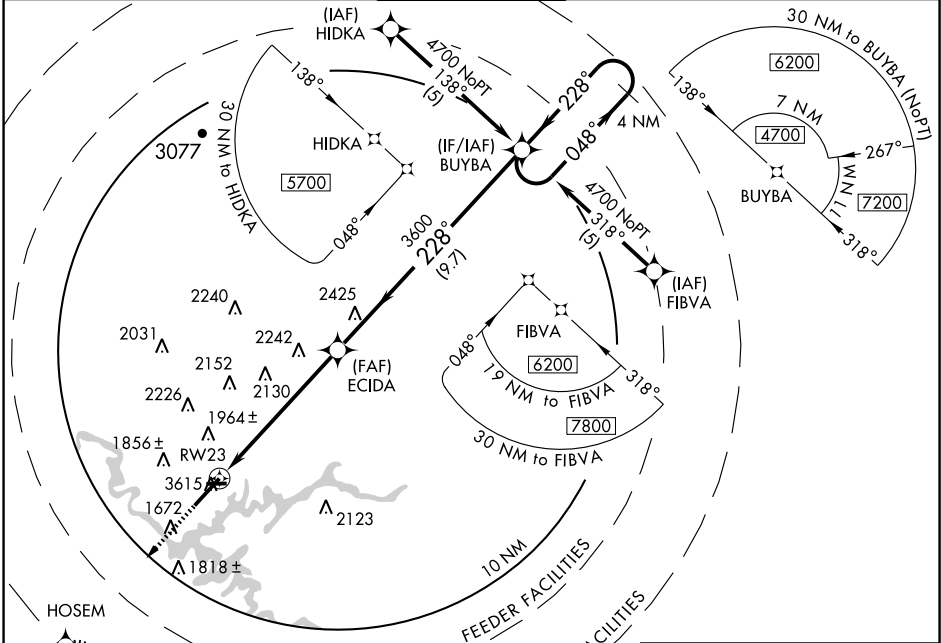 (IAF)
HIDKA
4700 NoPT
138°
(5)
30 NM to BUYBA (NoPT)
6200
138°
7 NM
4700
267°
BUYBA
11 NM
7200
318°
138°
30 NM to HIDKA
HIDKA
5700
048°
3077
(IF/IAF)
BUYBA
228°
048°
4 NM
4700 NoPT
318°
(5)
(IAF)
FIBVA
3600
228°
(9.7)
FIBVA
048°
6200
318°
19 NM to FIBVA
7800
30 NM to FIBVA
2240
2425
2031
2242
2152
2130
(FAF)
ECIDA
2226
1964 ±
1856 ±
RW23
3615
1672
2123
1818 ±
10 NM
FEEDER FACILITIES
CILITIES
HOSEM